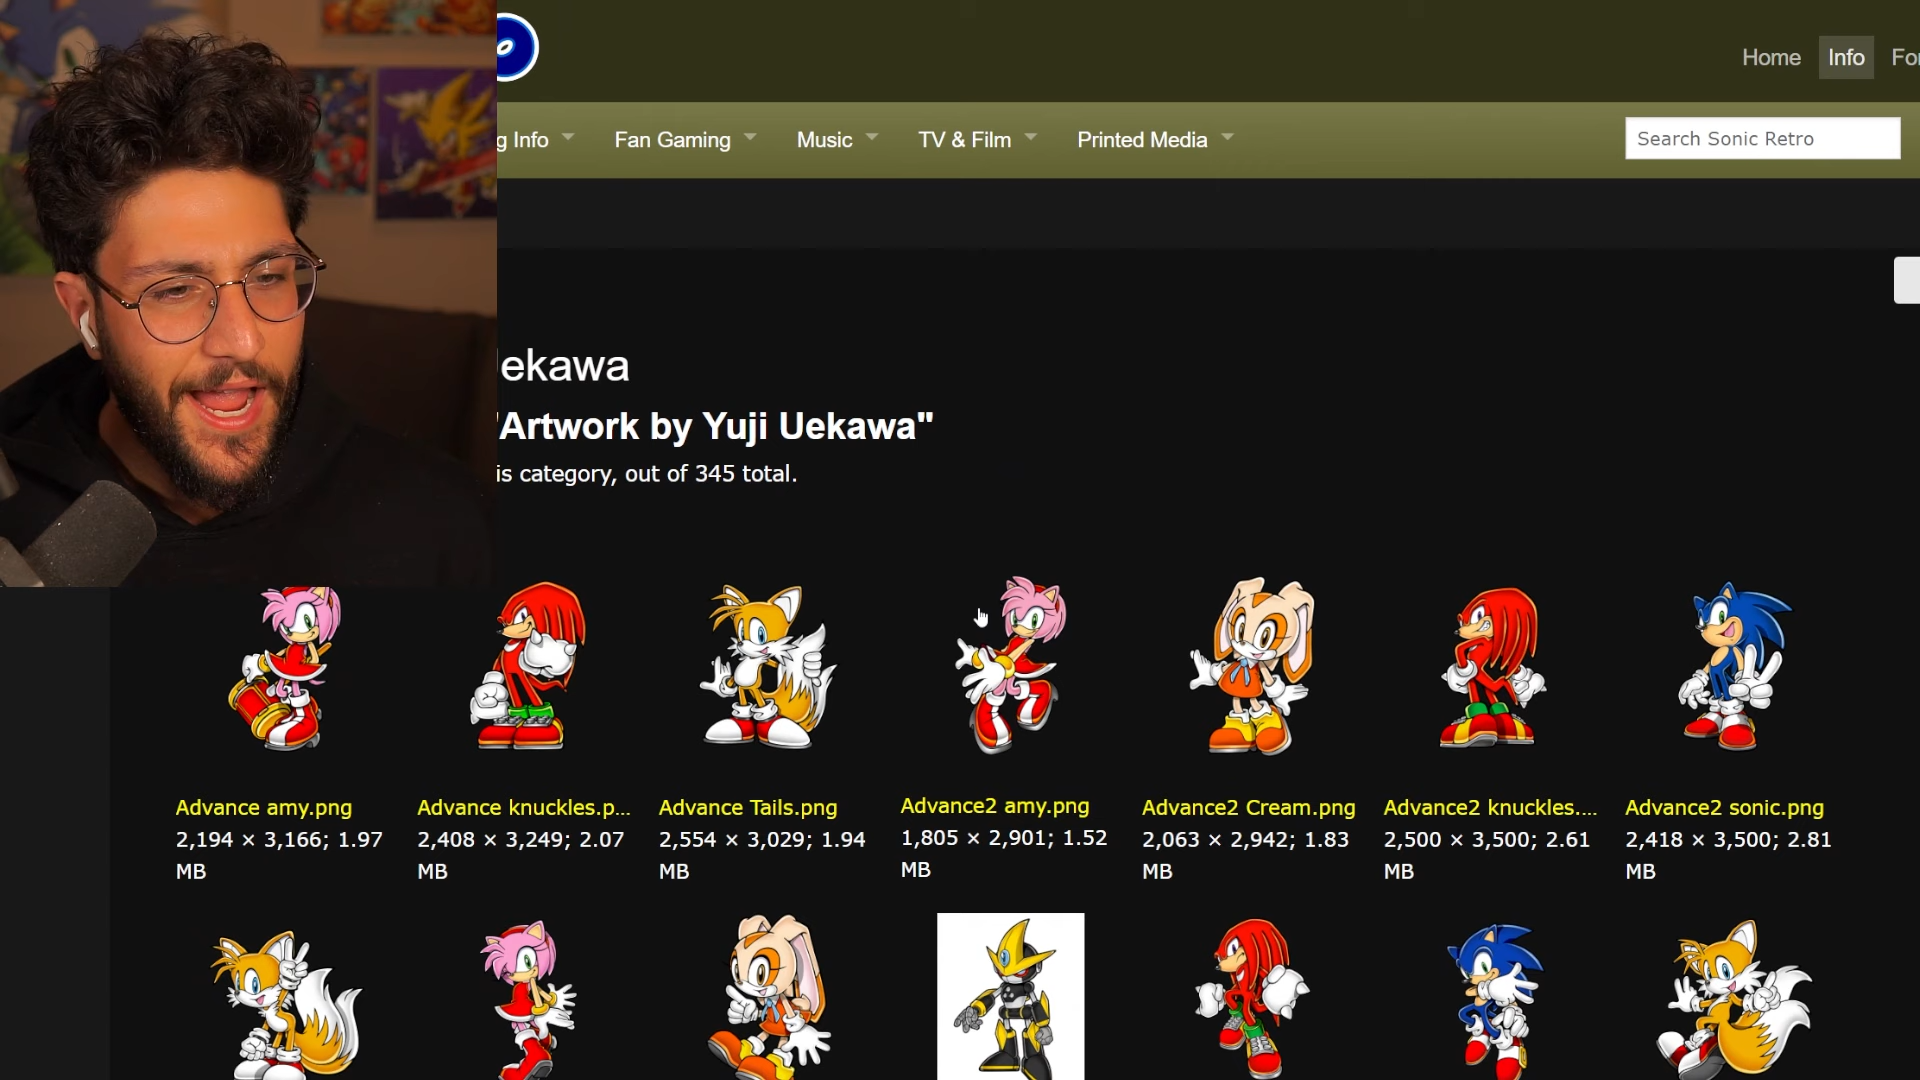 Home Info
g Info Fan Gaming Music TV & Film Printed Media Search Sonic Retro
ekawa
"Artwork by Yuji Uekawa"
is category, out of 345 total.
Advance amy.png Advance knuckles.p... Advance Tails.png Advance2 amy.png Advance2 Cream.png Advance2 knuckles.... Advance2 sonic.png
2,194 × 3,166; 1.97 2,408 × 3,249; 2.07 2,554 × 3,029; 1.94 1,805 × 2,901; 1.52 2,063 × 2,942; 1.83 2,500 × 3,500; 2.61 2,418 × 3,500; 2.81
MB MB MB MB MB MB MB